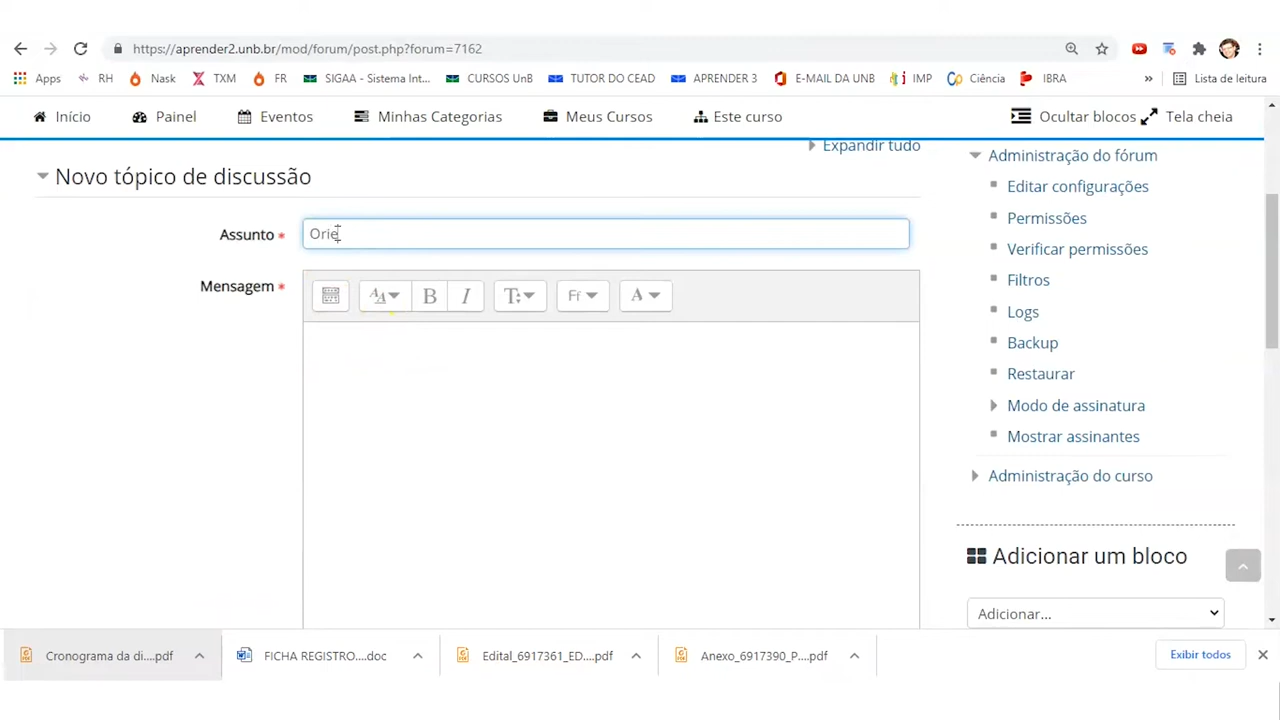 https://aprender2.unb.br/mod/forum/post.php?forum=7162
Apps RH Nask TXM FR SIGAA - Sistema Int... CURSOS UnB TUTOR DO CEAD APRENDER 3 E-MAIL DA UNB IMP Ciência IBRA » Lista de leitura
Início Painel Eventos Minhas Categorias Meus Cursos Este curso Ocultar blocos Tela cheia
Expandir tudo
Novo tópico de discussão
Assunto *
Orie
Mensagem *
B I T Ff A
Administração do fórum
Editar configurações
Permissões
Verificar permissões
Filtros
Logs
Backup
Restaurar
Modo de assinatura
Mostrar assinantes
Administração do curso
Adicionar um bloco
Adicionar...
Cronograma da di....pdf FICHA REGISTRO....doc Edital_6917361_ED....pdf Anexo_6917390_P....pdf Exibir todos